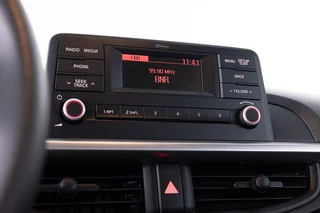 RADIO MEDIA
PHONE
SEEK
TRACK
11:41
99.90 MHz
BNR
MENU
BACK
FOLDER
1 RPT 2 3 4 5 6